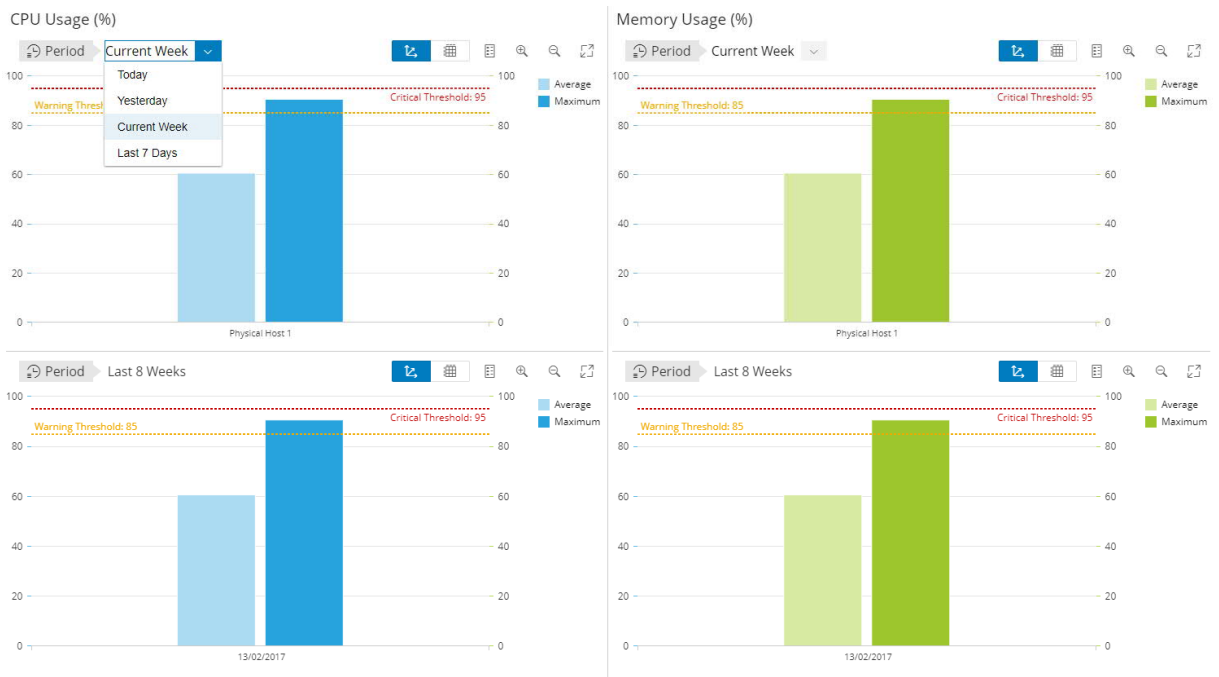 CPU Usage (%)
Period Current Week
Today
Yesterday
Current Week
Last 7 Days
100
80
60
40
20
0
Warning Thresh
Critical Threshold: 95
100
80
60
40
20
0
Average
Maximum
Physical Host 1
Memory Usage (%)
Period Current Week
100
80
60
40
20
0
Warning Threshold: 85
Critical Threshold: 95
100
80
60
40
20
0
Average
Maximum
Physical Host 1
Period Last 8 Weeks
100
80
60
40
20
0
Warning Threshold: 85
Critical Threshold: 95
100
80
60
40
20
0
Average
Maximum
13/02/2017
Period Last 8 Weeks
100
80
60
40
20
0
Warning Threshold: 85
Critical Threshold: 95
100
80
60
40
20
0
Average
Maximum
13/02/2017